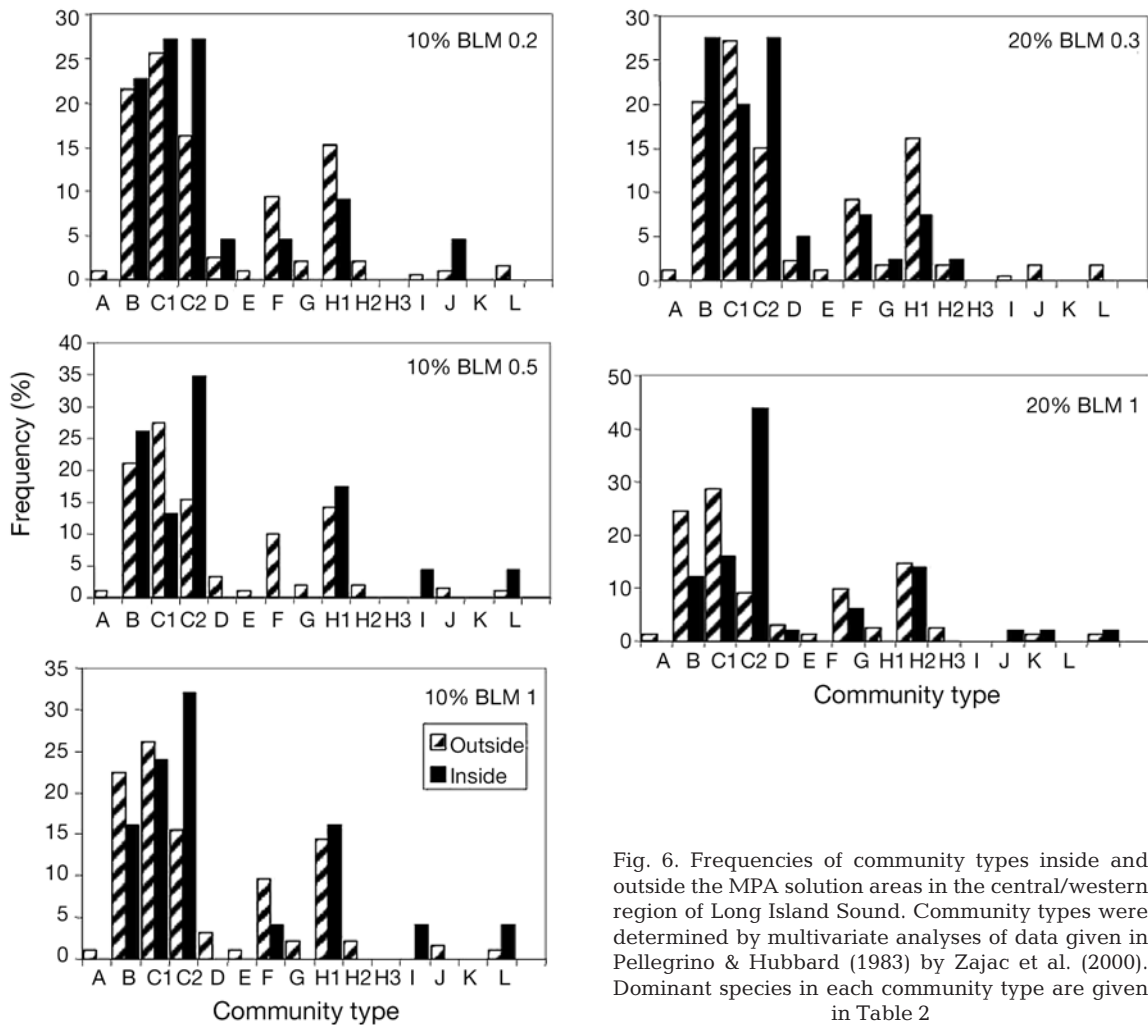 30
25
20
15
10
5
0
10% BLM 0.2
A B C1 C2 D E F G H1 H2 H3 I J K L
30
25
20
15
10
5
0
20% BLM 0.3
A B C1 C2 D E F G H1 H2 H3 I J K L
Frequency (%)
40
35
30
25
20
15
10
5
0
10% BLM 0.5
A B C1 C2 D E F G H1 H2 H3 I J K L
50
40
30
20
10
0
20% BLM 1
A B C1 C2 D E F G H1 H2 H3 I J K L
Community type
35
30
25
20
15
10
5
0
10% BLM 1
Outside
Inside
A B C1 C2 D E F G H1 H2 H3 I J K L
Community type
Fig. 6. Frequencies of community types inside and
outside the MPA solution areas in the central/western
region of Long Island Sound. Community types were
determined by multivariate analyses of data given in
Pellegrino & Hubbard (1983) by Zajac et al. (2000).
Dominant species in each community type are given
in Table 2